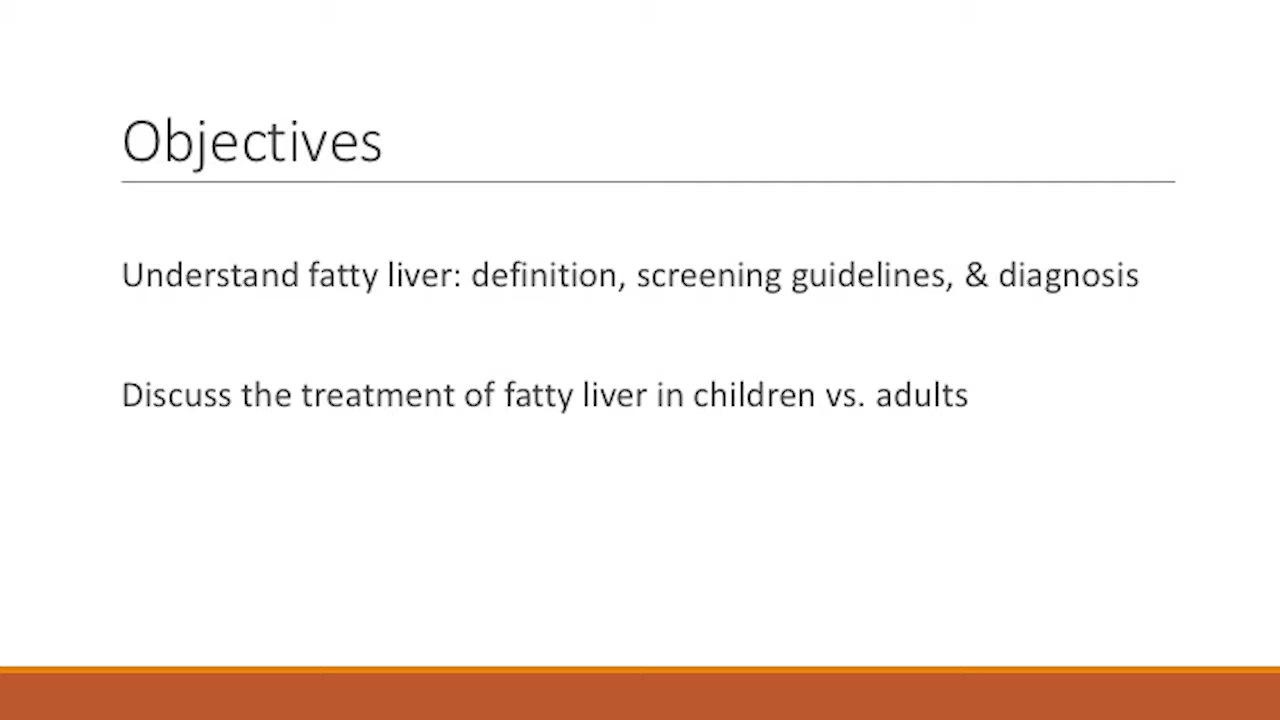 Objectives
Understand fatty liver: definition, screening guidelines, & diagnosis
Discuss the treatment of fatty liver in children vs. adults